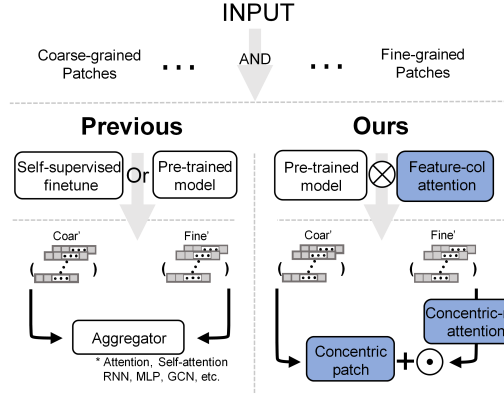 INPUT
Coarse-grained
Patches
... AND ...
Fine-grained
Patches
Previous
Ours
Self-supervised
finetune
Or
Pre-trained
model
Pre-trained
model
Feature-col
attention
Coar'
Fine'
Coar'
Fine'
Aggregator
* Attention, Self-attention
RNN, MLP, GCN, etc.
Concentric
patch
+
attention